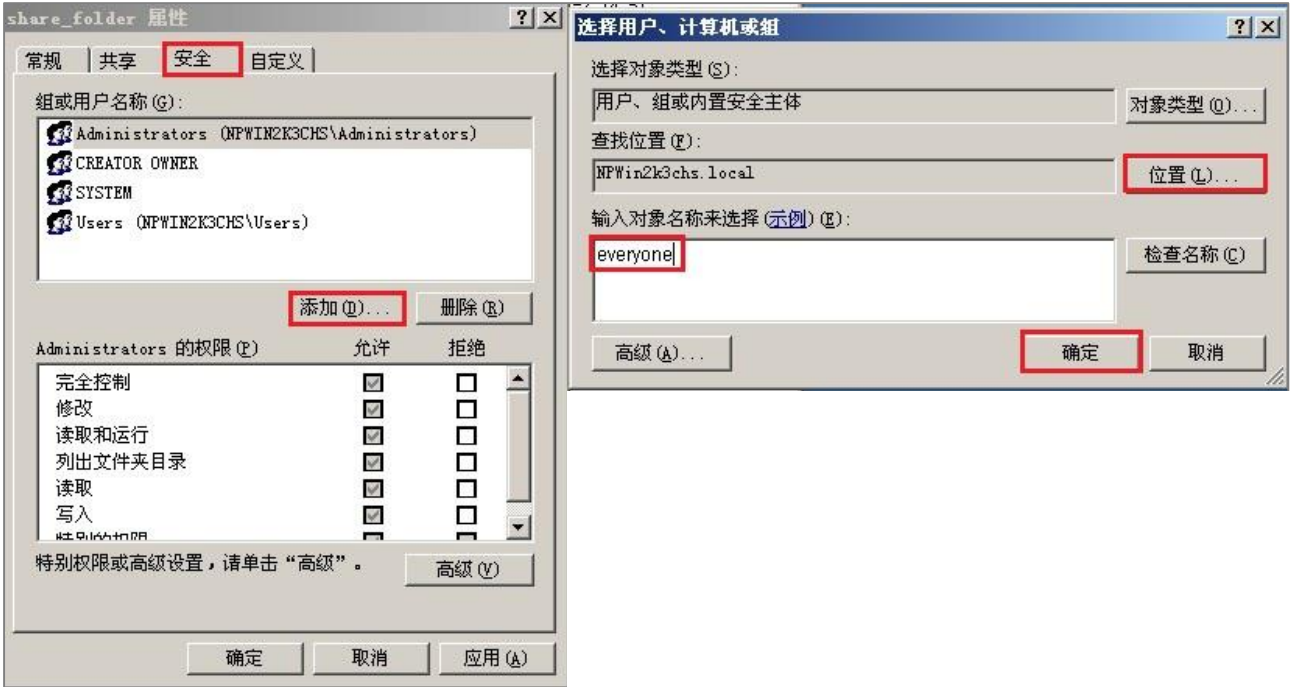 share_folder 属性
常规 共享 安全 自定义
组或用户名称(G):
Administrators (NPWIN2K3CHS\Administrators)
CREATOR OWNER
SYSTEM
Users (NPWIN2K3CHS\Users)
添加(D)... 删除(R)
Administrators 的权限(P) 允许 拒绝
完全控制
修改
读取和运行
列出文件夹目录
读取
写入
特别的权限
特别权限或高级设置，请单击“高级”。
高级(V)
确定 取消 应用(A)
选择用户、计算机或组
选择对象类型(S):
用户、组或内置安全主体 对象类型(O)...
查找位置(F):
NPWin2k3chs.local 位置(L)...
输入对象名称来选择(示例)(E):
everyone 检查名称(C)
高级(A)... 确定 取消